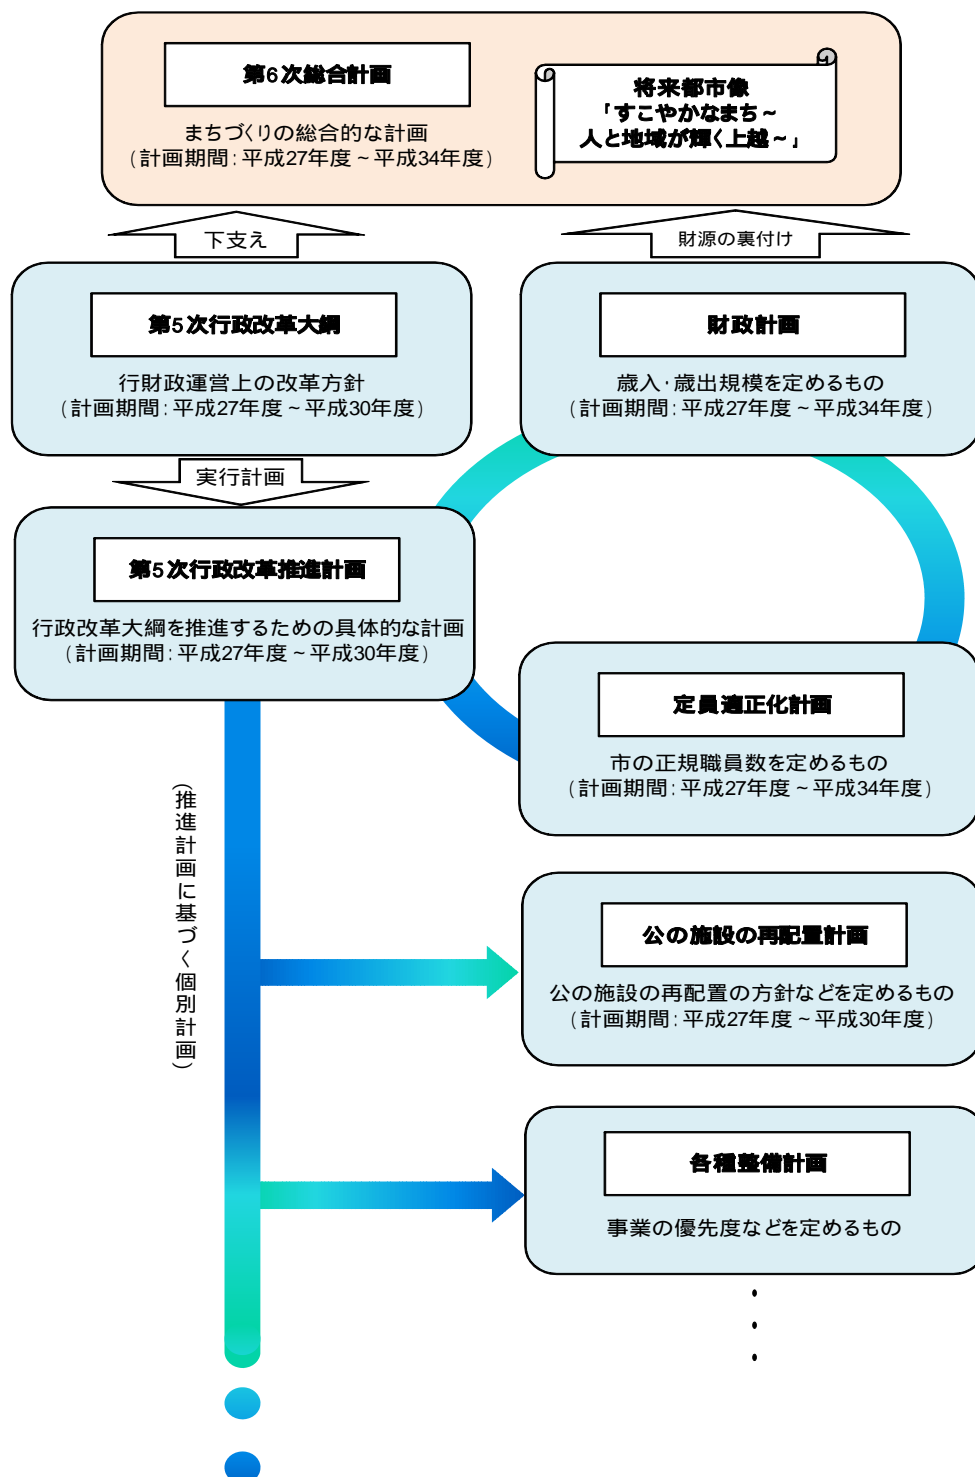 第6次総合計画
まちづくりの総合的な計画
(計画期間:平成27年度~平成34年度)
将来都市像
「すこやかなまち~
人と地域が輝く上越~」
下支え
財源の裏付け
第5次行政改革大綱
行財政運営上の改革方針
(計画期間:平成27年度~平成30年度)
財政計画
歳入・歳出規模を定めるもの
(計画期間:平成27年度~平成34年度)
実行計画
第5次行政改革推進計画
行政改革大綱を推進するための具体的な計画
(計画期間:平成27年度~平成30年度)
定員適正化計画
市の正規職員数を定めるもの
(計画期間:平成27年度~平成34年度)
(推進計画に基づく個別計画)
公の施設の再配置計画
公の施設の再配置の方針などを定めるもの
(計画期間:平成27年度~平成30年度)
各種整備計画
事業の優先度などを定めるもの